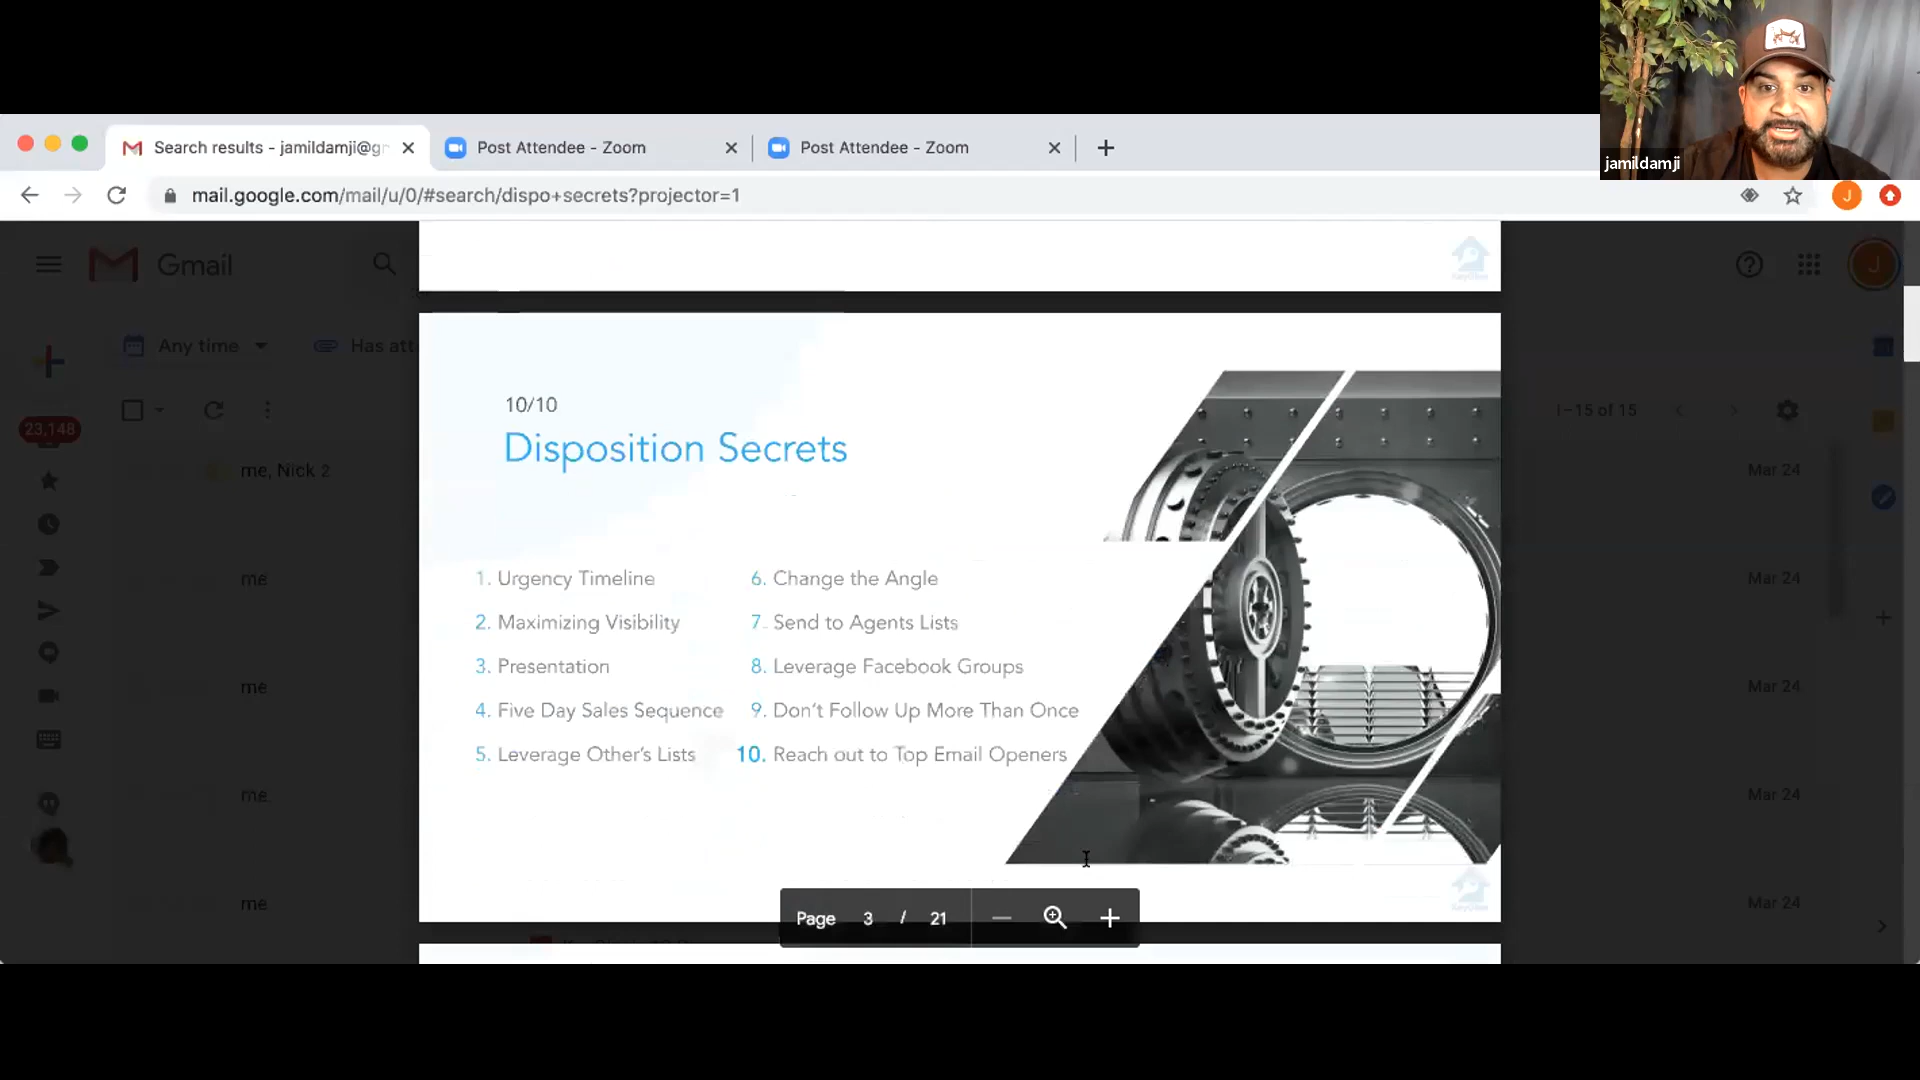 jamildamji
Search results - jamildamji@gr
Post Attendee - Zoom
Post Attendee - Zoom
mail.google.com/mail/u/0/#search/dispo+secrets?projector=1
J
Gmail
J
Any time
Has att
1–15 of 15
23,148
me, Nick 2
Mar 24
me
Mar 24
me
Mar 24
me
Mar 24
me
Mar 24
10/10
Disposition Secrets
1. Urgency Timeline
2. Maximizing Visibility
3. Presentation
4. Five Day Sales Sequence
5. Leverage Other's Lists
6. Change the Angle
7. Send to Agents Lists
8. Leverage Facebook Groups
9. Don't Follow Up More Than Once
10. Reach out to Top Email Openers
Page 3 / 21